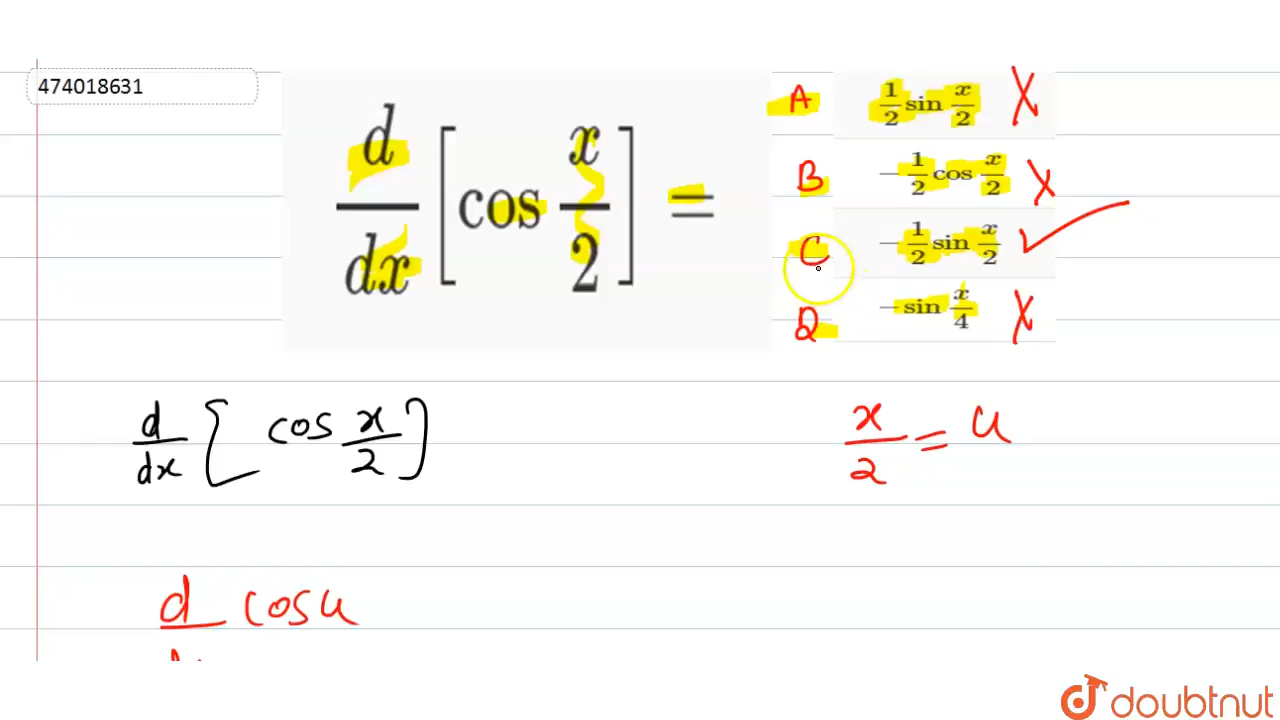 474018631
d/dx [cos x/2] =
A 1/2 sin x/2 X
B -1/2 cos x/2 X
C -1/2 sin x/2 ✓
D -sin x/4 X
d/dx [cos x/2]
x/2 = u
d cos u
doubtnut